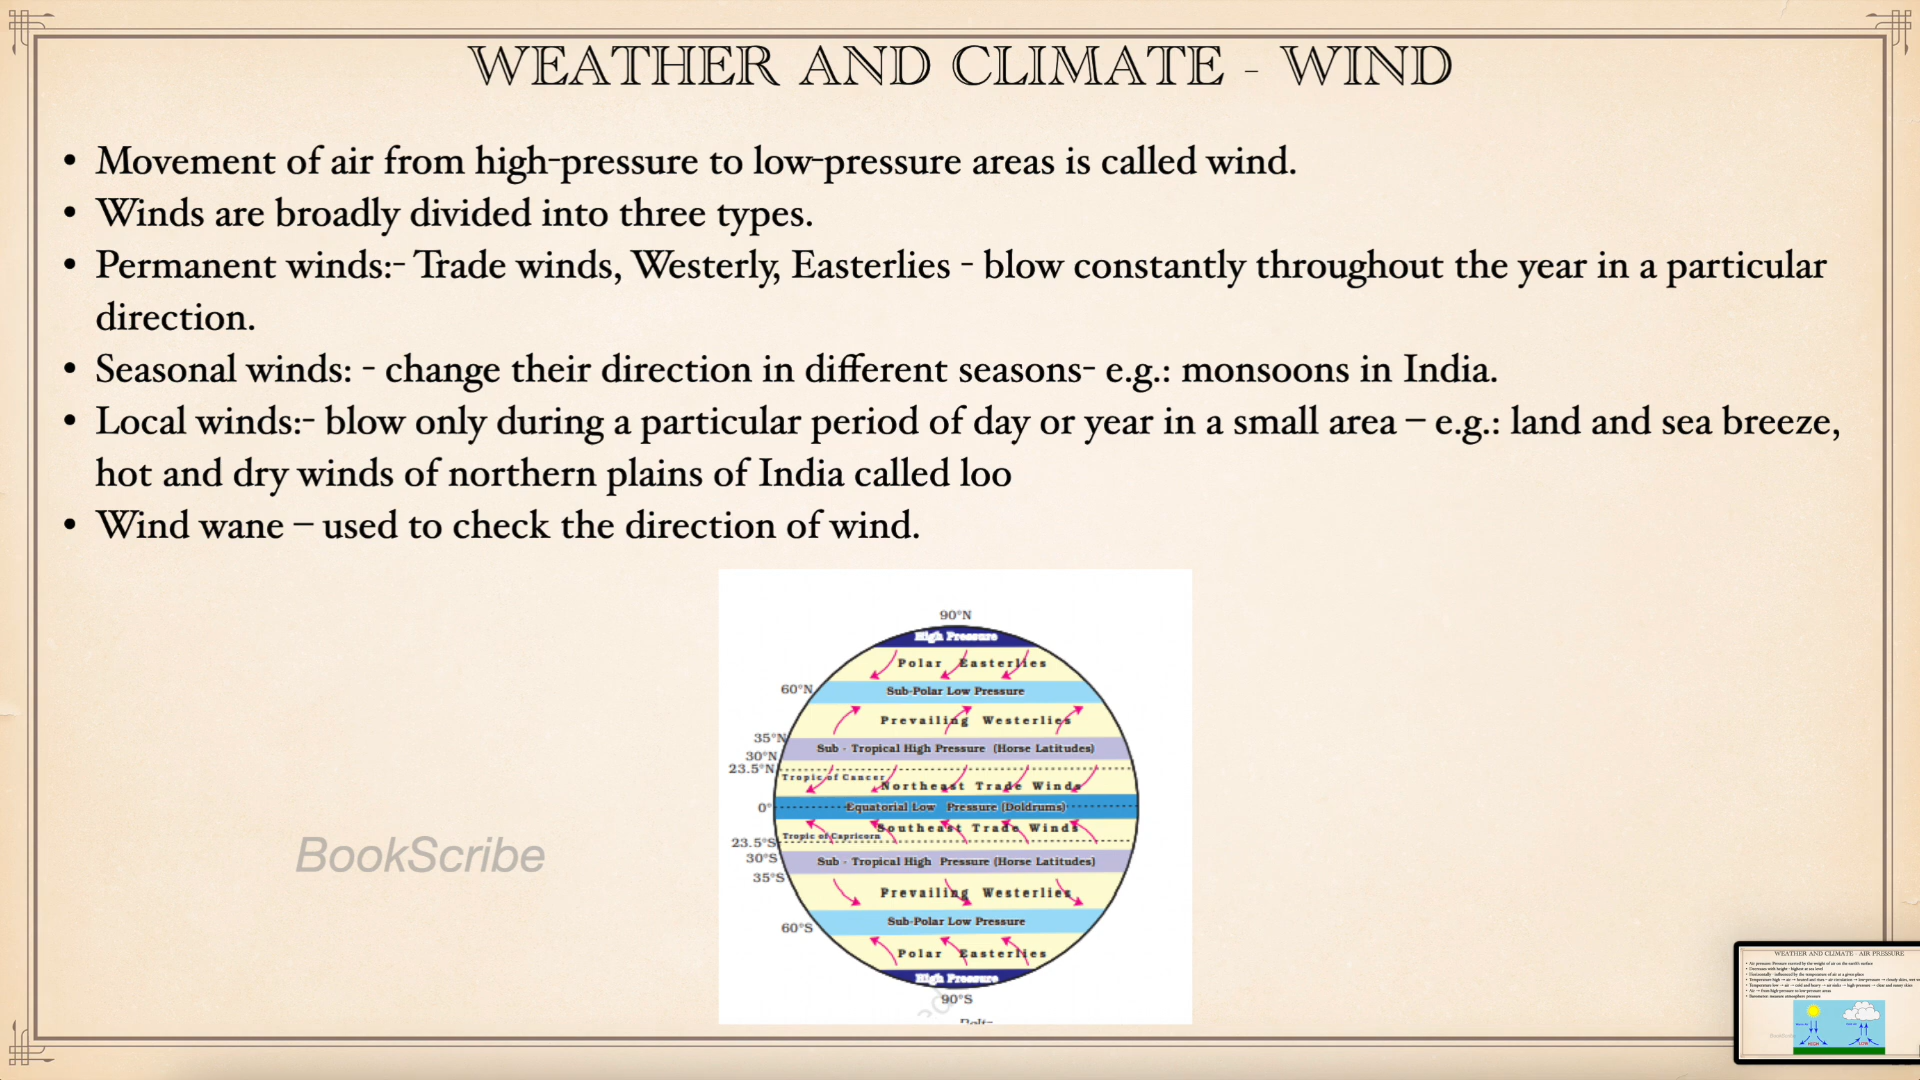 WEATHER AND CLIMATE - WIND
• Movement of air from high-pressure to low-pressure areas is called wind.
• Winds are broadly divided into three types.
• Permanent winds:- Trade winds, Westerly, Easterlies - blow constantly throughout the year in a particular
direction.
• Seasonal winds: - change their direction in different seasons- e.g.: monsoons in India.
• Local winds:- blow only during a particular period of day or year in a small area – e.g.: land and sea breeze,
hot and dry winds of northern plains of India called loo
• Wind wane – used to check the direction of wind.
90°N
High Pressure
Polar Easterlies
60°N
Sub-Polar Low Pressure
Prevailing Westerlies
35°N
Sub - Tropical High Pressure (Horse Latitudes)
30°N
23.5°N
Tropic of Cancer
Northeast Trade Winds
0°
Equatorial Low Pressure (Doldrums)
Southeast Trade Winds
Tropic of Capricorn
23.5°S
30°S
Sub - Tropical High Pressure (Horse Latitudes)
35°S
Prevailing Westerlies
60°S
Sub-Polar Low Pressure
Polar Easterlies
High Pressure
90°S
BookScribe
WEATHER AND CLIMATE - AIR PRESSURE